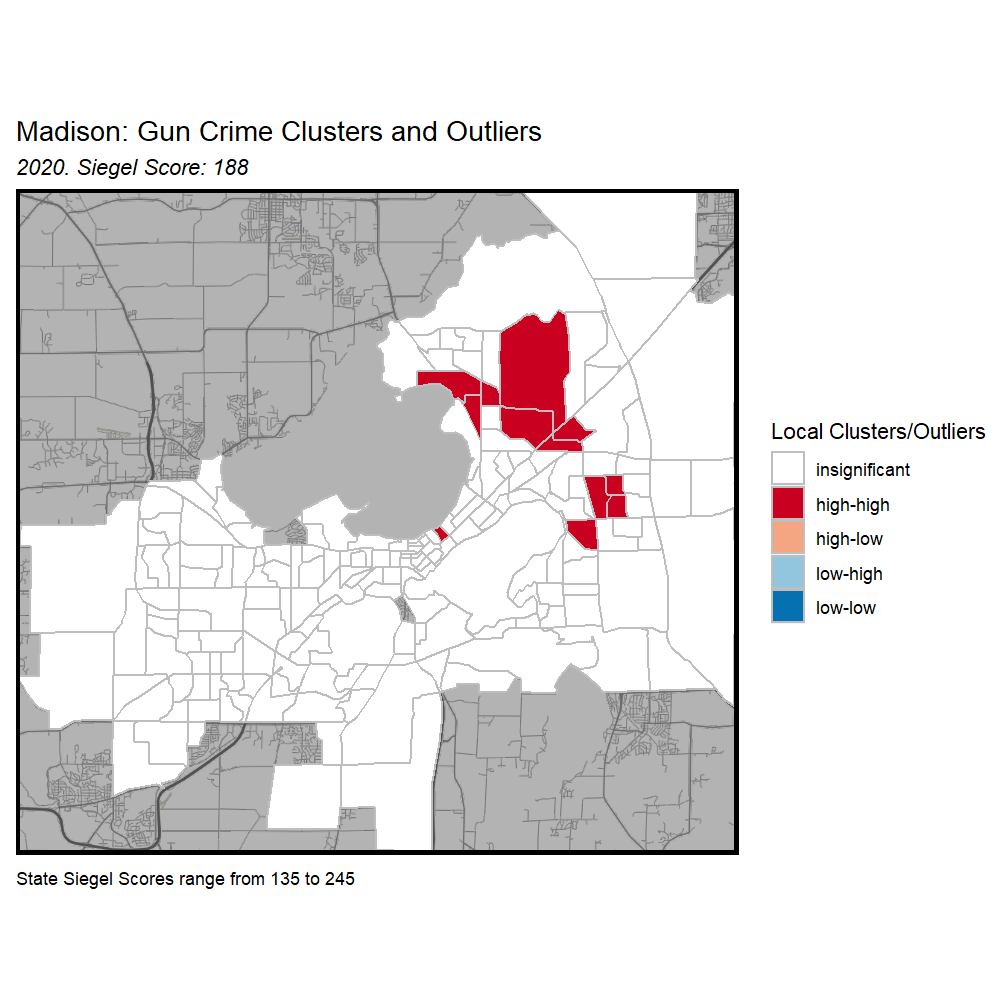 Madison: Gun Crime Clusters and Outliers
2020. Siegel Score: 188
Local Clusters/Outliers
insignificant
high-high
high-low
low-high
low-low
State Siegel Scores range from 135 to 245